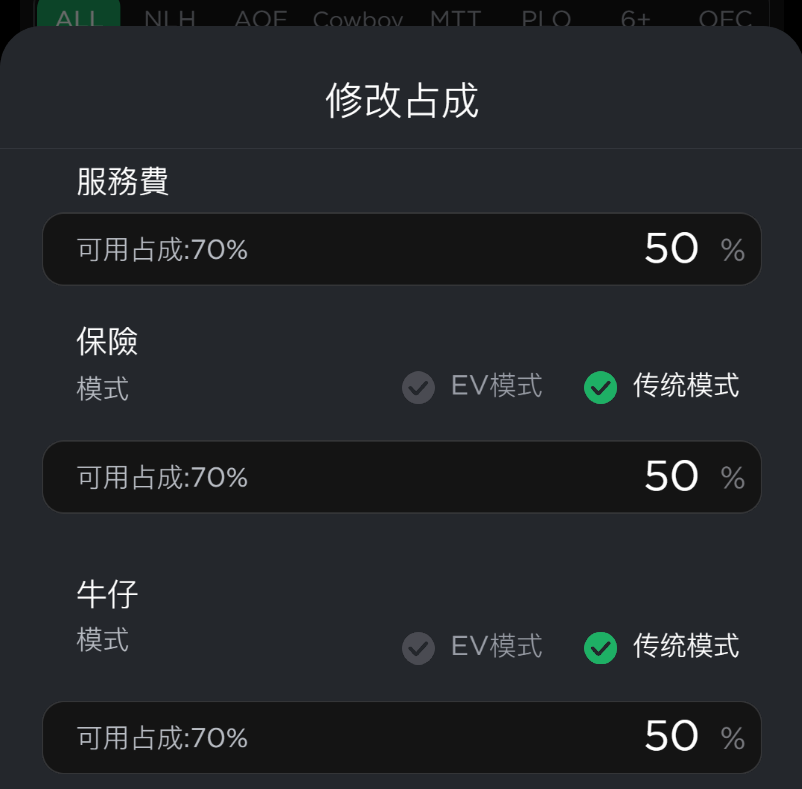 ALL NLH AOF Cowboy MTT PLO 6+ OFC
修改占成
服務費
可用占成:70% 50 %
保險
模式 EV模式 传统模式
可用占成:70% 50 %
牛仔
模式 EV模式 传统模式
可用占成:70% 50 %